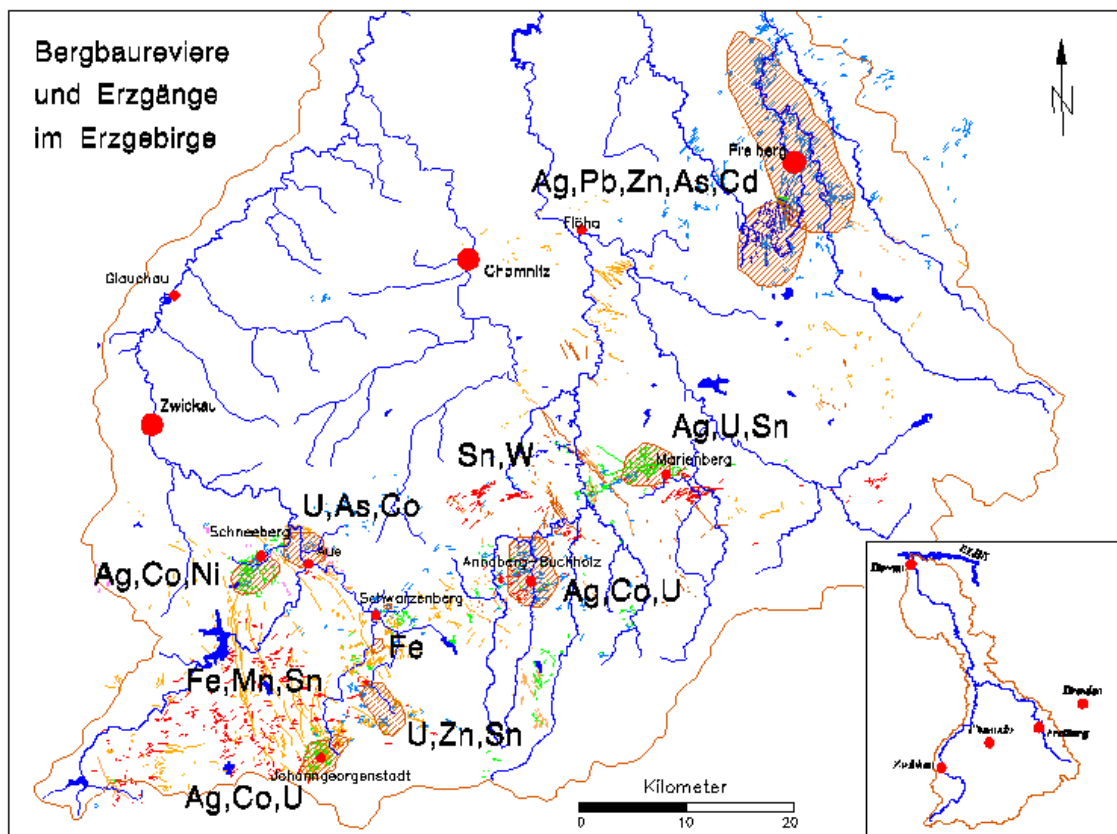 Bergbaureviere
und Erzgänge
im Erzgebirge
N
Freiberg
Ag,Pb,Zn,As,Cd
Flöha
Chemnitz
Glauchau
Zwickau
Ag,U,Sn
Marienberg
Sn,W
U,As,Co
Schneeberg
Aue
Ag,Co,Ni
Annaberg-Buchholz
Ag,Co,U
Schwarzenberg
Fe
Fe,Mn,Sn
U,Zn,Sn
Johanngeorgenstadt
Ag,Co,U
Kilometer
0 10 20
Dessau
Dresden
Chemnitz
Freiberg
Zwickau